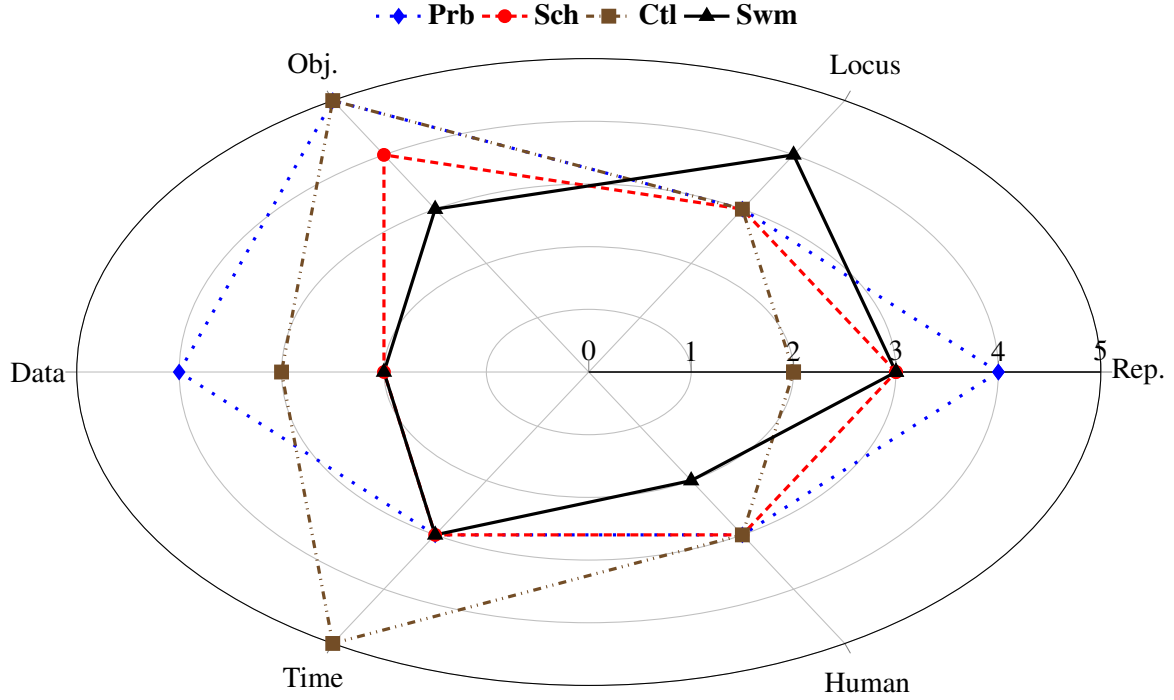 Prb Sch Ctl Swm
Obj. Locus
0 1 2 3 4 5
Data Rep.
Time Human